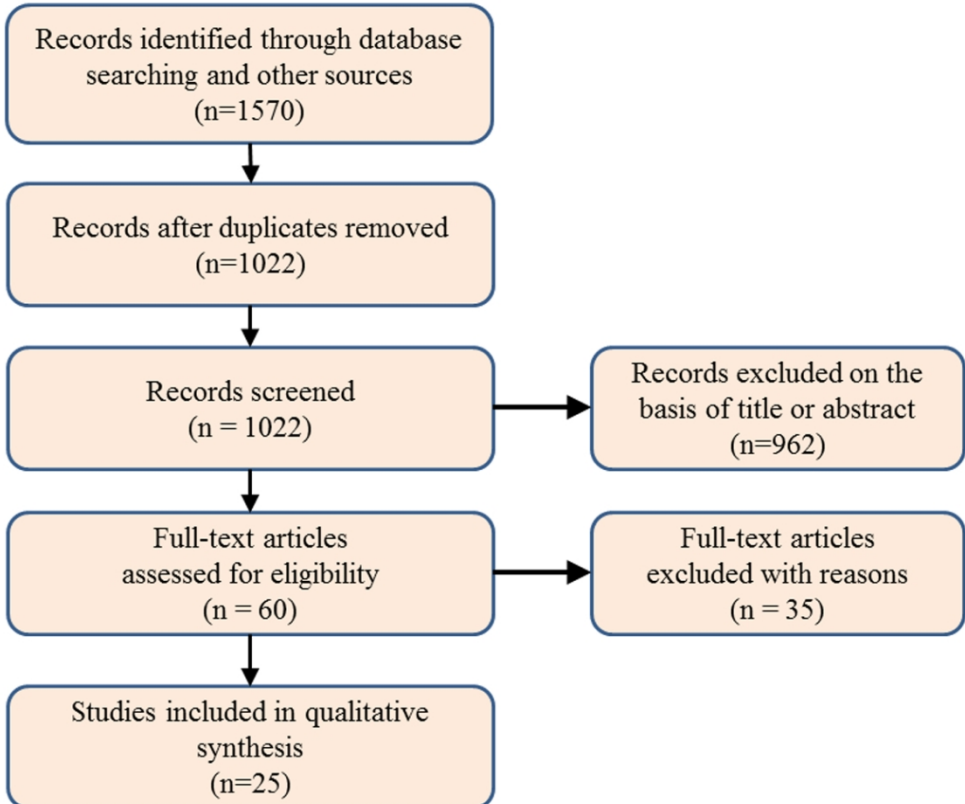 Records identified through database
searching and other sources
(n=1570)
Records after duplicates removed
(n=1022)
Records screened
(n = 1022)
Records excluded on the
basis of title or abstract
(n=962)
Full-text articles
assessed for eligibility
(n = 60)
Full-text articles
excluded with reasons
(n = 35)
Studies included in qualitative
synthesis
(n=25)